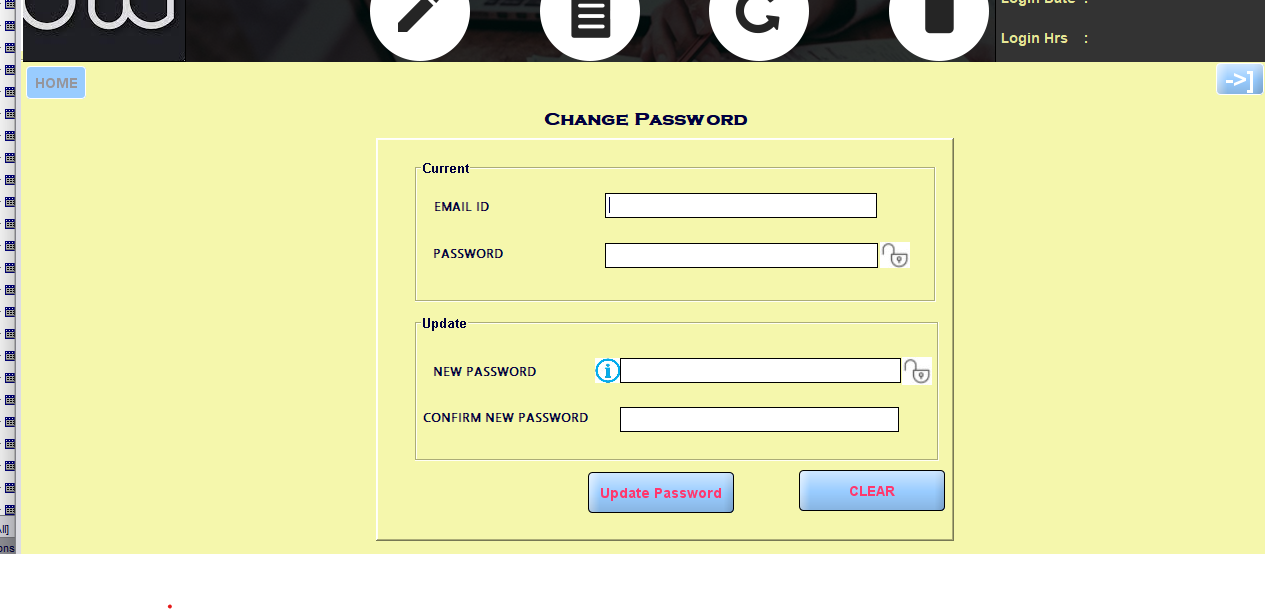 Login Date :
Login Hrs :
HOME
->]
Change Password
Current
EMAIL ID
PASSWORD
Update
NEW PASSWORD
i
CONFIRM NEW PASSWORD
Update Password
CLEAR